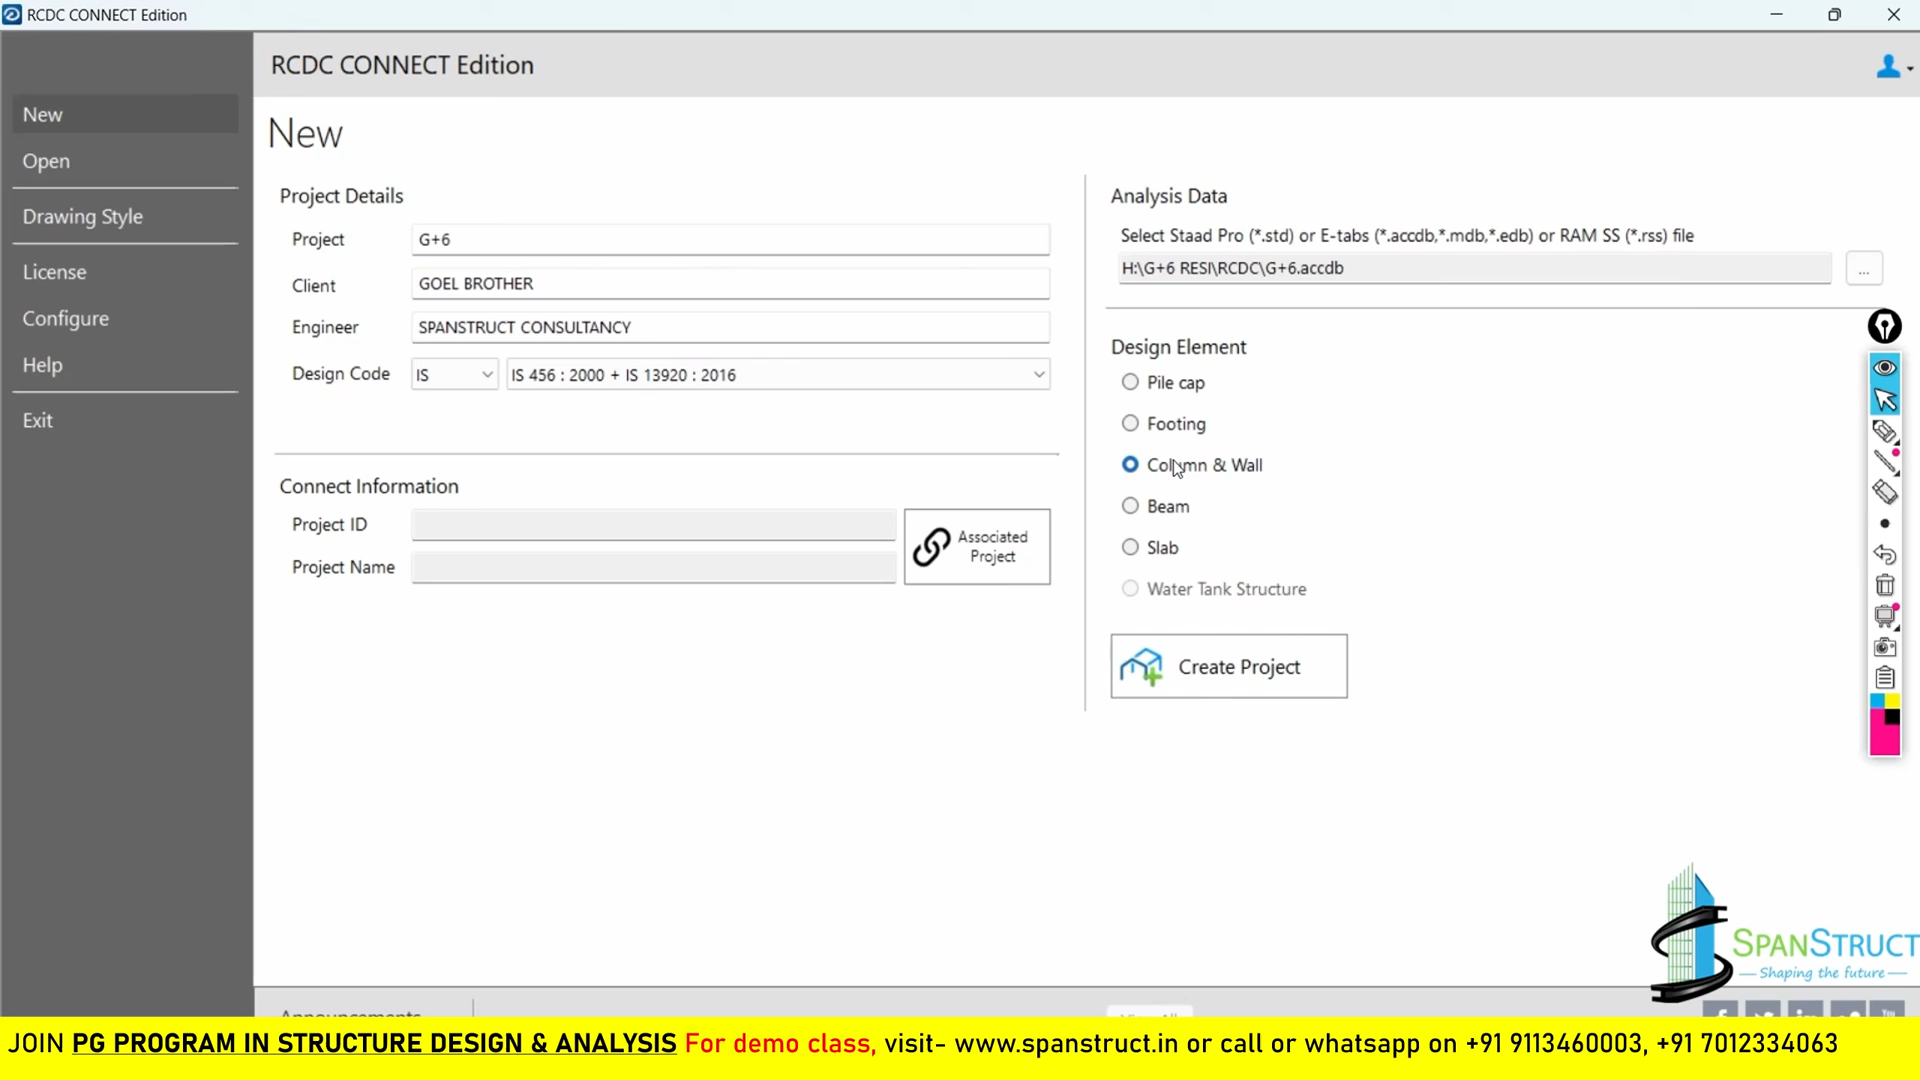 RCDC CONNECT Edition
RCDC CONNECT Edition
New
Open
Drawing Style
License
Configure
Help
Exit
New
Project Details
Project
G+6
Client
GOEL BROTHER
Engineer
SPANSTRUCT CONSULTANCY
Design Code
IS
IS 456 : 2000 + IS 13920 : 2016
Connect Information
Project ID
Project Name
Associated
Project
Analysis Data
Select Staad Pro (*.std) or E-tabs (*.accdb,*.mdb,*.edb) or RAM SS (*.rss) file
H:\G+6 RESI\RCDC\G+6.accdb
...
Design Element
Pile cap
Footing
Column & Wall
Beam
Slab
Water Tank Structure
Create Project
SPANSTRUCT
Shaping the future
Announcements
View All
JOIN PG PROGRAM IN STRUCTURE DESIGN & ANALYSIS For demo class, visit- www.spanstruct.in or call or whatsapp on +91 9113460003, +91 7012334063